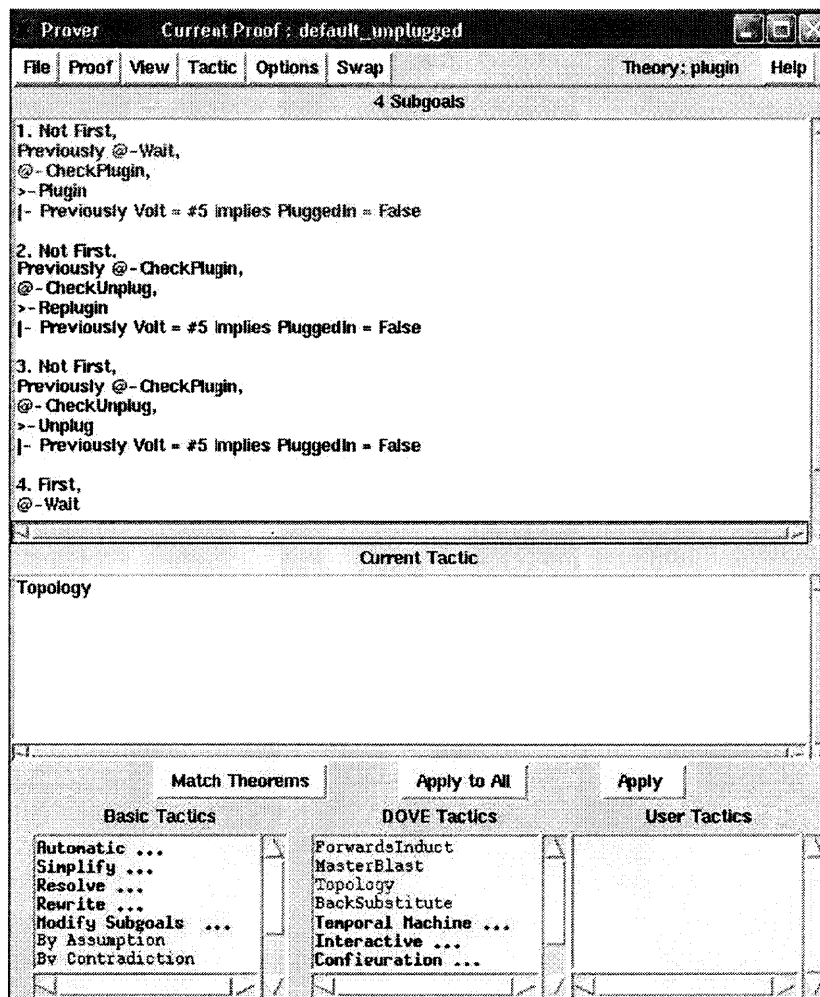 Prover Current Proof : default_unplugged
File Proof View Tactic Options Swap Theory: plugin Help
4 Subgoals
1. Not First,
Previously @-Wait,
@-CheckPlugin,
>-Plugin
|- Previously Volt = #5 implies PluggedIn = False
2. Not First,
Previously @-CheckPlugin,
@-CheckUnplug,
>-Replugin
|- Previously Volt = #5 implies PluggedIn = False
3. Not First,
Previously @-CheckPlugin,
@-CheckUnplug,
>-Unplug
|- Previously Volt = #5 implies PluggedIn = False
4. First,
@-Wait
Current Tactic
Topology
Match Theorems Apply to All Apply
Basic Tactics DOVE Tactics User Tactics
Automatic ... ForwardsInduct
Simplify ... MasterBlast
Resolve ... Topology
Rewrite ... BackSubstitute
Modify Subgoals ... Temporal Machine ...
By Assumption Interactive ...
By Contradiction Configuration ...